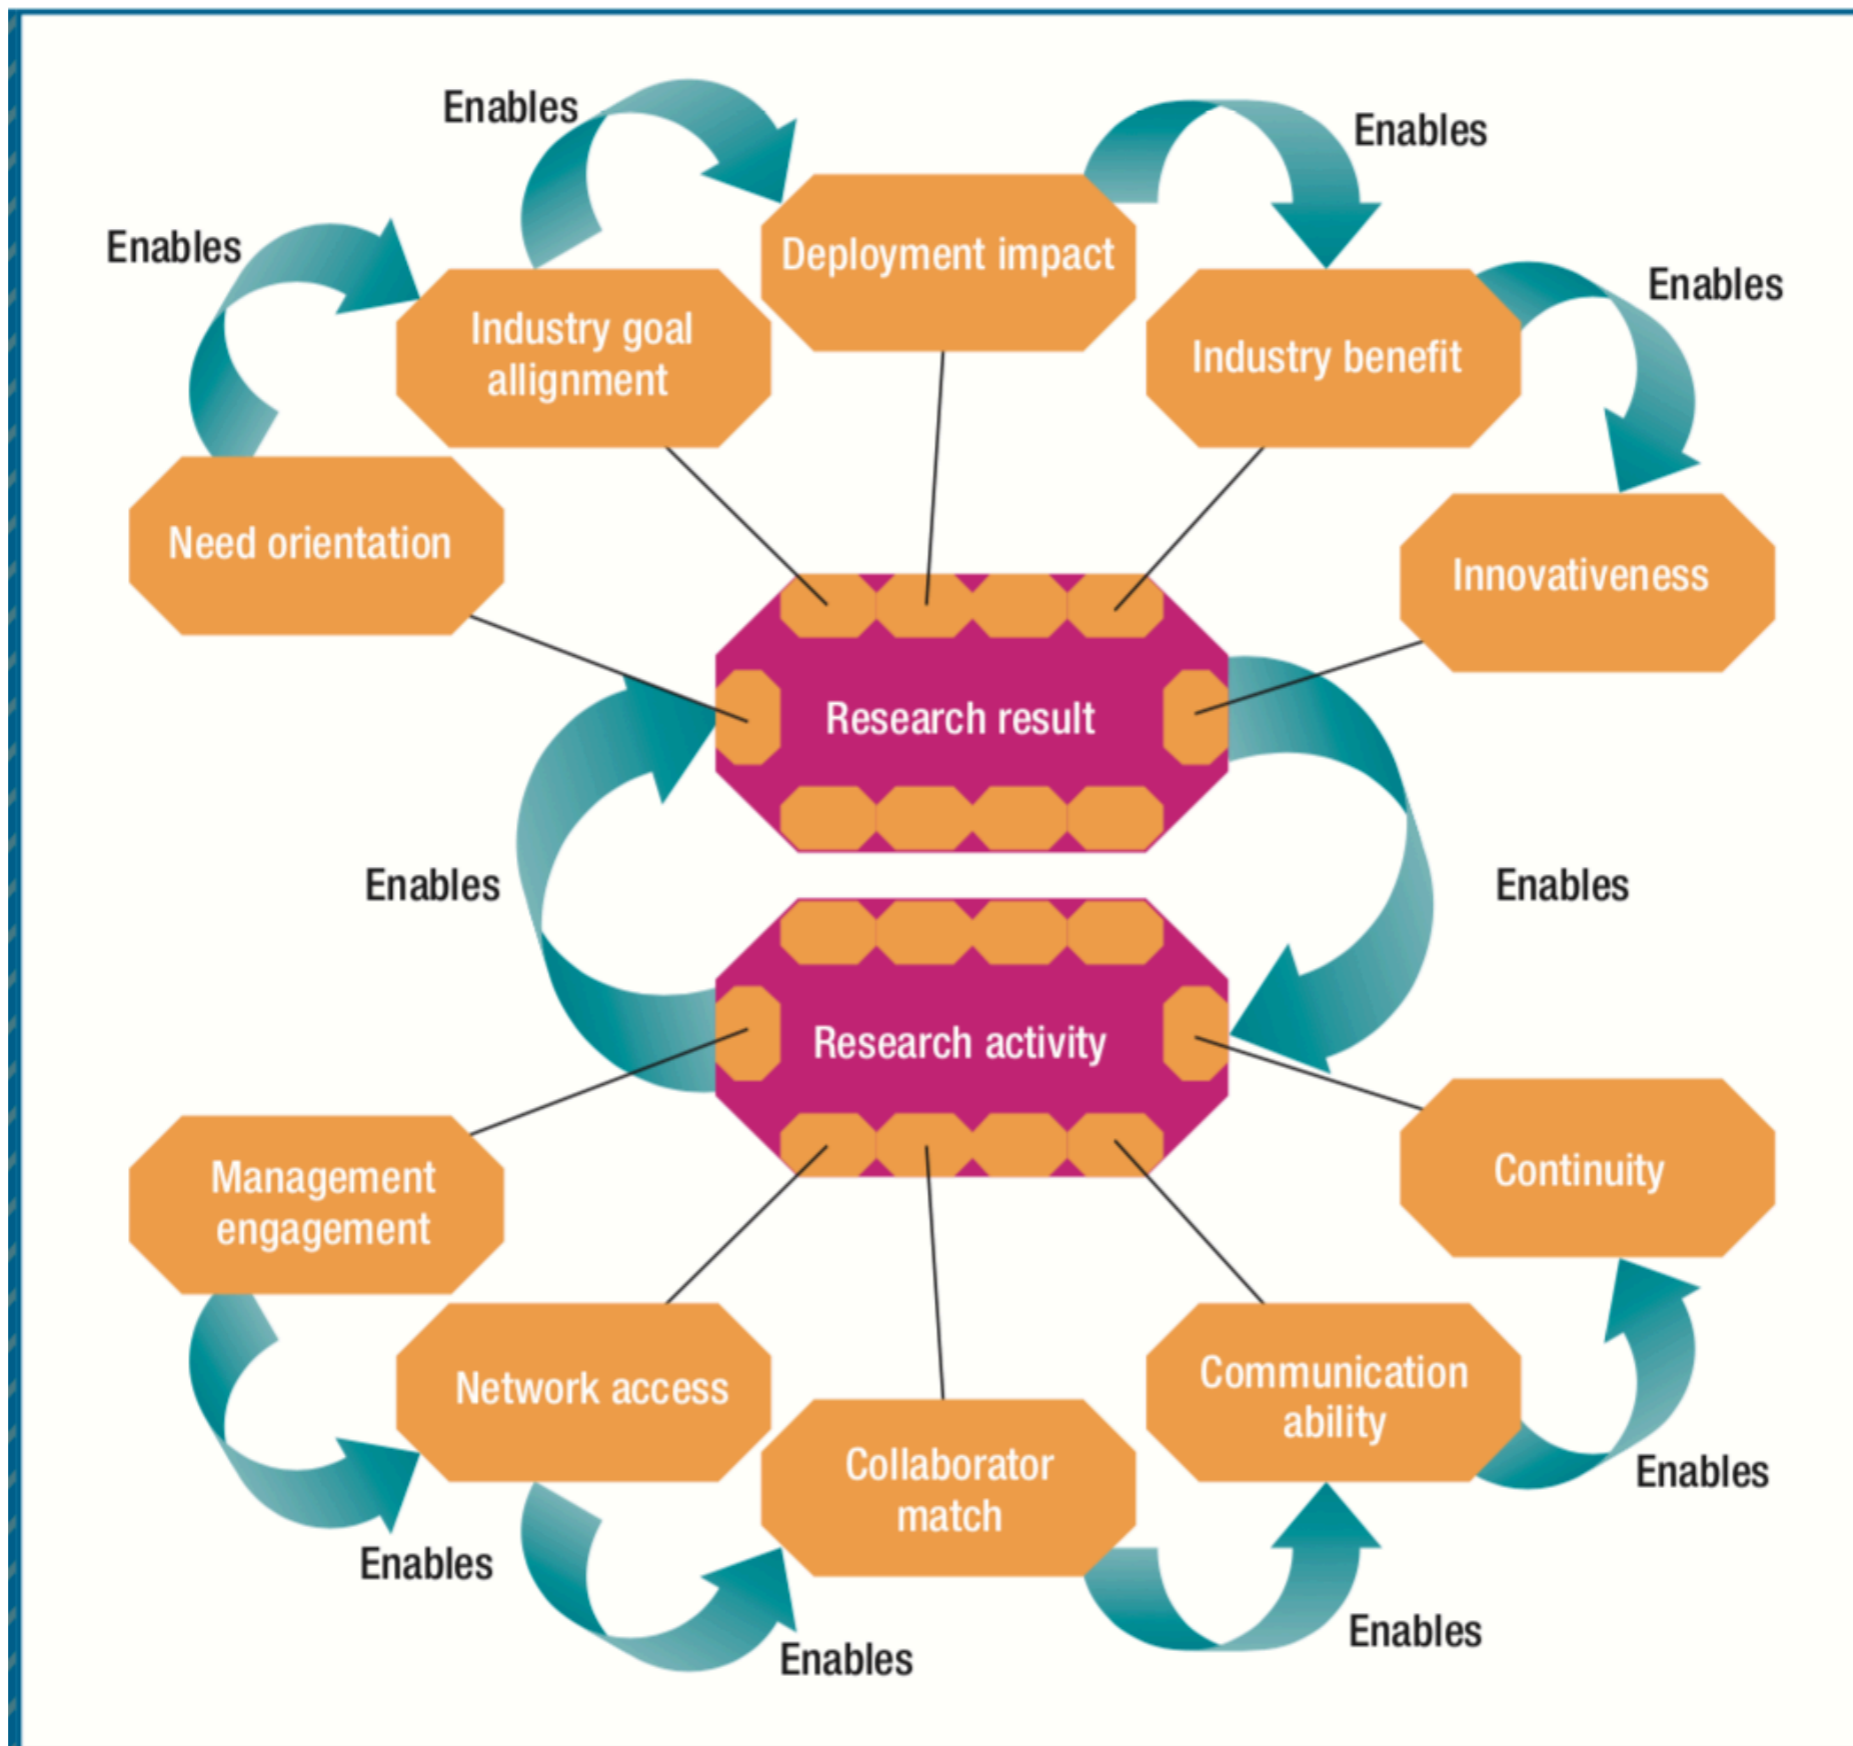 Enables
Enables
Enables
Enables
Deployment impact
Industry goal
allignment
Industry benefit
Need orientation
Innovativeness
Research result
Enables
Enables
Research activity
Management
engagement
Continuity
Network access
Communication
ability
Collaborator
match
Enables
Enables
Enables
Enables